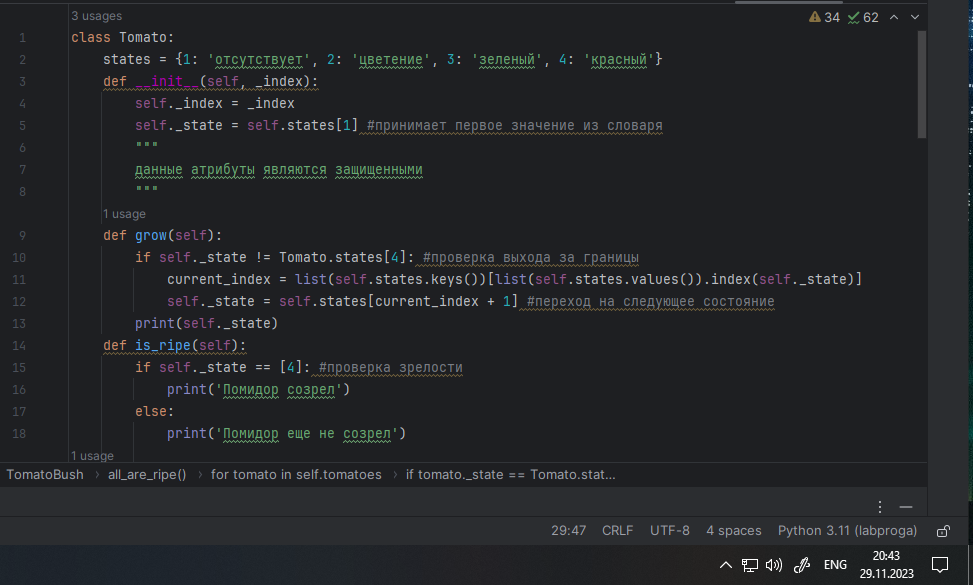 3 usages
34 62
1 class Tomato:
2 states = {1: 'отсутствует', 2: 'цветение', 3: 'зеленый', 4: 'красный'}
3 def __init__(self, _index):
4 self._index = _index
5 self._state = self.states[1] #принимает первое значение из словаря
6 """
7 данные атрибуты являются защищенными
8 """
1 usage
9 def grow(self):
10 if self._state != Tomato.states[4]: #проверка выхода за границы
11 current_index = list(self.states.keys())[list(self.states.values()).index(self._state)]
12 self._state = self.states[current_index + 1] #переход на следующее состояние
13 print(self._state)
14 def is_ripe(self):
15 if self._state == [4]: #проверка зрелости
16 print('Помидор созрел')
17 else:
18 print('Помидор еще не созрел')
1 usage
TomatoBush › all_are_ripe() › for tomato in self.tomatoes › if tomato._state == Tomato.stat...
29:47 CRLF UTF-8 4 spaces Python 3.11 (labproga)
ENG 20:43
29.11.2023